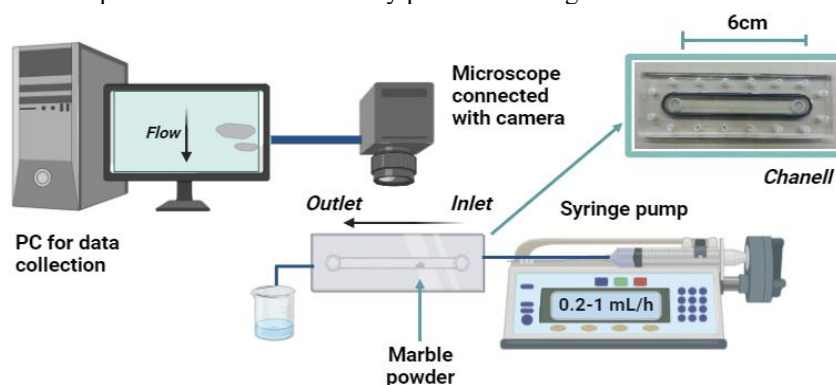 6cm
Microscope
connected
with camera
Flow
Chanell
Outlet
Inlet
Syringe pump
PC for data
collection
0.2-1 mL/h
Marble
powder